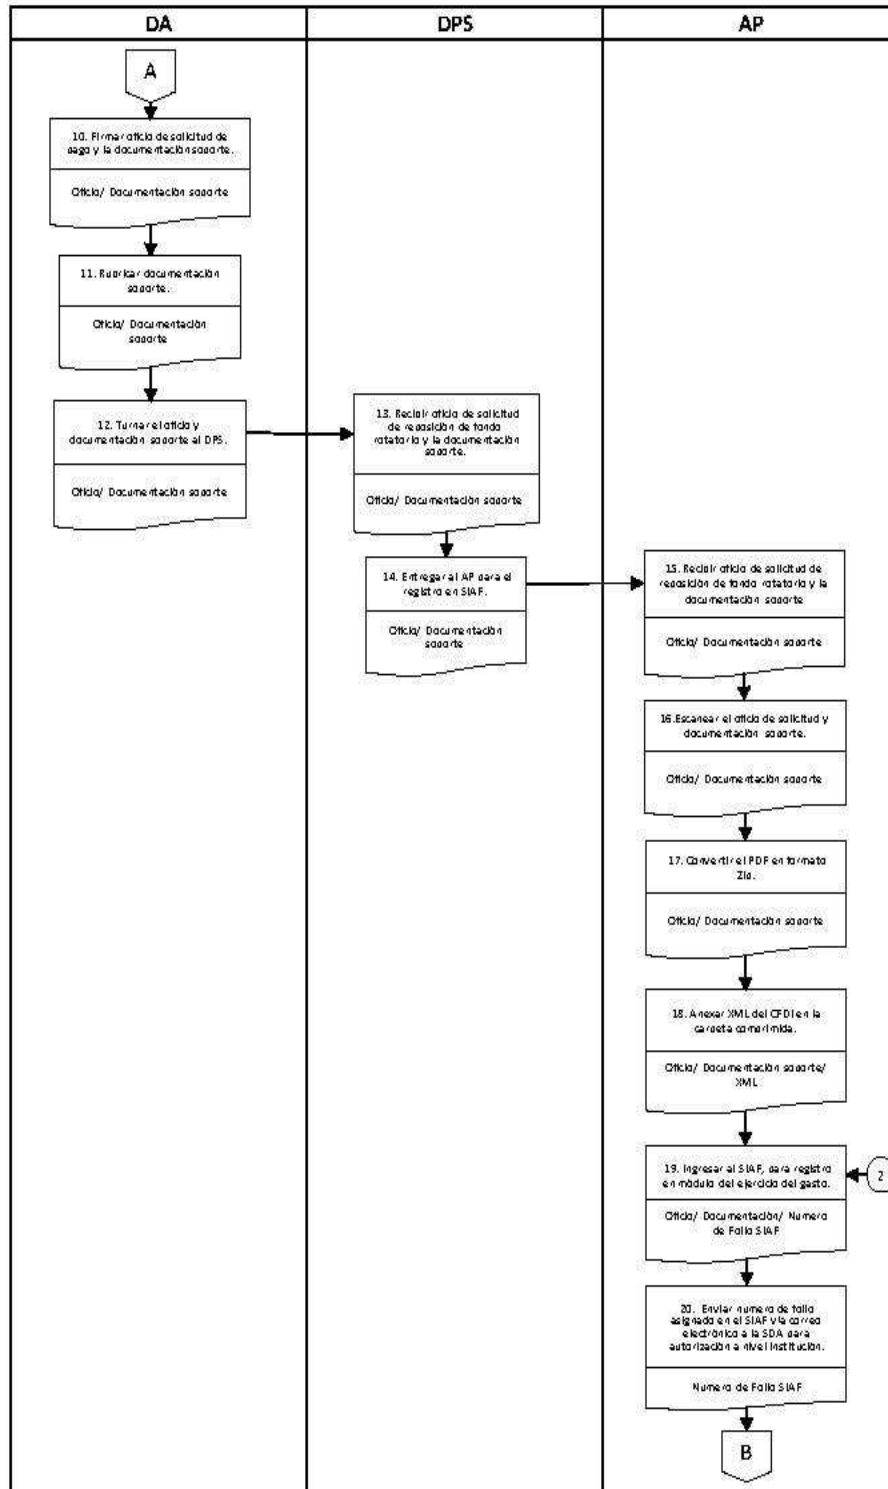 DA
DPS
AP
A
10. Firmar oficio de solicitud de
pago y la documentación soporte.
Oficio/ Documentación soporte
11. Rubricar documentación
soporte.
Oficio/ Documentación
soporte
12. Turnar el oficio y
documentación soporte al DPS.
Oficio/ Documentación soporte
13. Recibir oficio de solicitud
de reposición de fondo
rotatorio y la documentación
soporte.
Oficio/ Documentación soporte
14. Entregar al AP para el
registro en SIAF.
Oficio/ Documentación
soporte
15. Recibir oficio de solicitud de
reposición de fondo rotatorio y la
documentación soporte
Oficio/ Documentación soporte
16.Escanear el oficio de solicitud y
documentación soporte.
Oficio/ Documentación soporte
17. Convertir el PDF en formato
Zip.
Oficio/ Documentación soporte
18. Anexar XML del CFDI en la
carpeta comprimida.
Oficio/ Documentación soporte/
XML
19. Ingresar al SIAF, para registro
en módulo del ejercicio del gasto.
2
Oficio/ Documentación/ Numero
de Folio SIAF
20. Enviar numero de folio
asignado en el SIAF vía correo
electrónico a la SDA para
autorización a nivel institución.
Numero de Folio SIAF
B